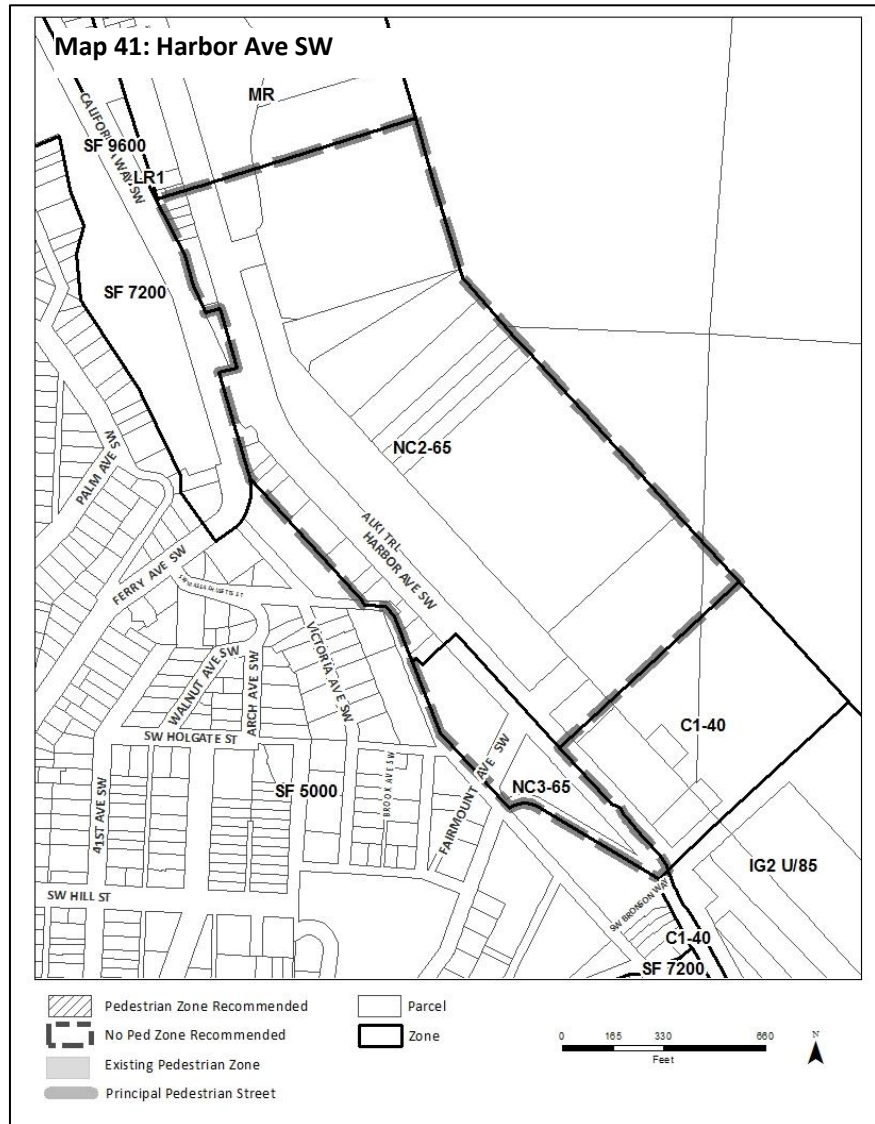 Map 41: Harbor Ave SW
MR
CALIFORNIA WAY SW
SF 9600
LR1
SF 7200
NC2-65
PALM AVE SW
ALKI TRL
HARBOR AVE SW
FERRY AVE SW
SW MASSACHUSETTS ST
VICTORIA AVE SW
WALNUT AVE SW
ARCH AVE SW
SW HOLGATE ST
C1-40
41ST AVE SW
SF 5000
BROOK AVE SW
FAIRMOUNT AVE SW
NC3-65
IG2 U/85
SW HILL ST
SW BRONSON WAY
C1-40
SF 7200
Pedestrian Zone Recommended
No Ped Zone Recommended
Existing Pedestrian Zone
Principal Pedestrian Street
Parcel
Zone
0 165 330 660
Feet
N